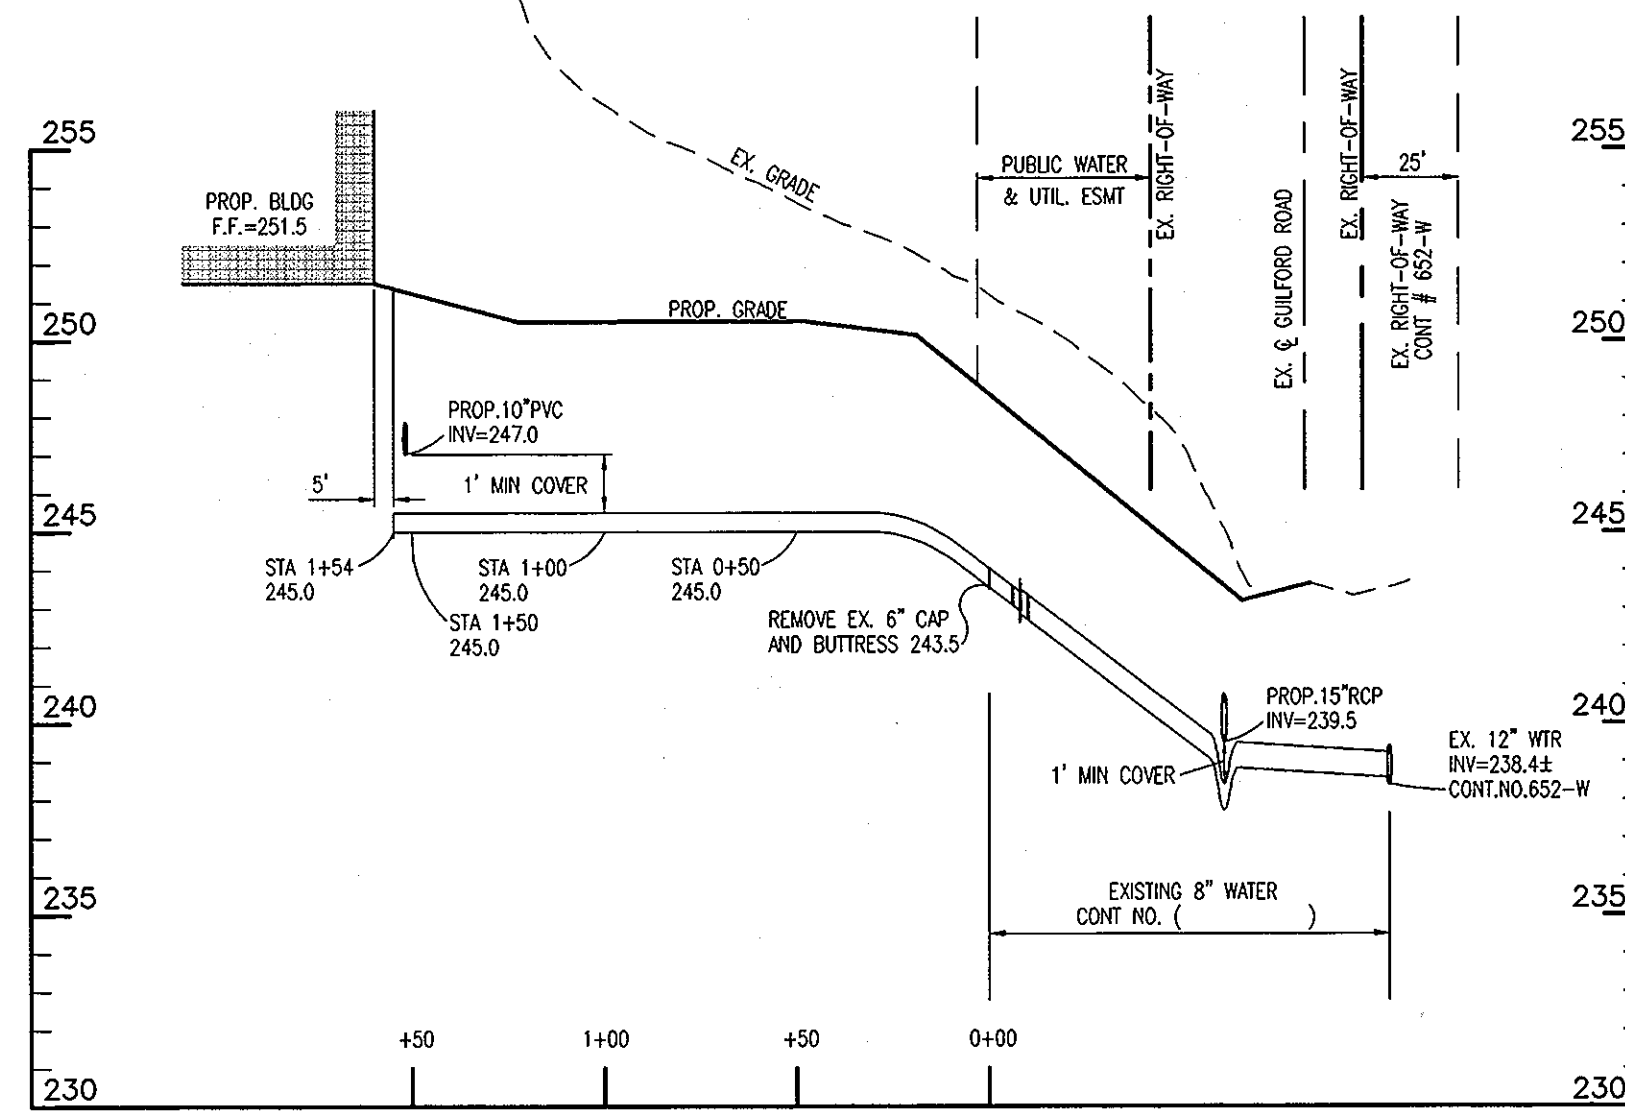 255
255
PROP. BLDG
F.F.=251.5
EX. GRADE
PUBLIC WATER
& UTIL. ESMT
EX. RIGHT-OF-WAY
EX. ℄ GUILFORD ROAD
EX. RIGHT-OF-WAY
25'
EX. RIGHT-OF-WAY
CONT # 652-W
250
250
PROP. GRADE
PROP.10"PVC
INV=247.0
5'
1' MIN COVER
245
245
STA 1+54
245.0
STA 1+50
245.0
STA 1+00
245.0
STA 0+50
245.0
REMOVE EX. 6" CAP
AND BUTTRESS 243.5
240
240
PROP.15"RCP
INV=239.5
1' MIN COVER
EX. 12" WTR
INV=238.4±
CONT.NO.652-W
235
235
EXISTING 8" WATER
CONT NO. ( )
+50
1+00
+50
0+00
230
230